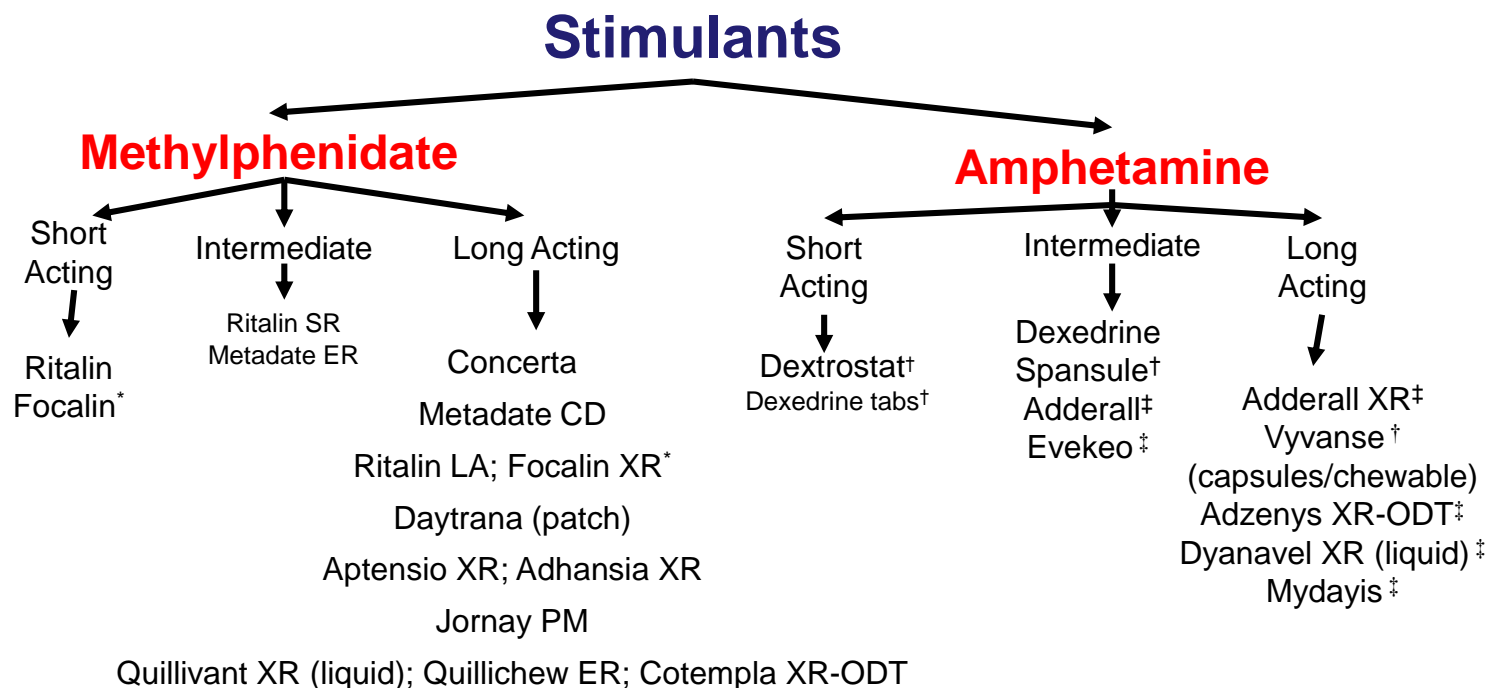 Stimulants
Methylphenidate
Short
Acting
Ritalin
Focalin*
Intermediate
Ritalin SR
Metadate ER
Long Acting
Concerta
Metadate CD
Ritalin LA; Focalin XR*
Daytrana (patch)
Aptensio XR; Adhansia XR
Jornay PM
Quillivant XR (liquid); Quillichew ER; Cotempla XR-ODT
Amphetamine
Short
Acting
Dextrostat†
Dexedrine tabs†
Intermediate
Dexedrine
Spansule†
Adderall‡
Evekeo ‡
Long
Acting
Adderall XR‡
Vyvanse †
(capsules/chewable)
Adzenys XR-ODT‡
Dyanavel XR (liquid) ‡
Mydayis ‡